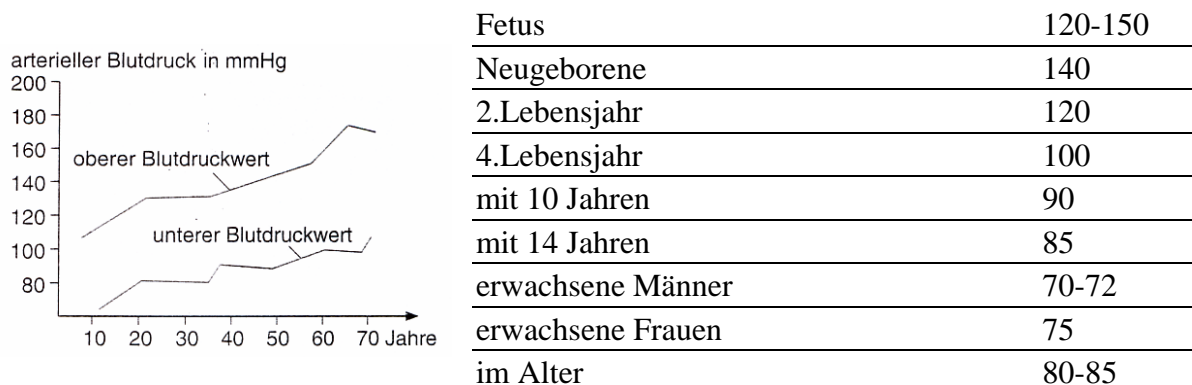 arterieller Blutdruck in mmHg
200
180
160
140
120
100
80
oberer Blutdruckwert
unterer Blutdruckwert
10 20 30 40 50 60 70 Jahre
Fetus 120-150
Neugeborene 140
2.Lebensjahr 120
4.Lebensjahr 100
mit 10 Jahren 90
mit 14 Jahren 85
erwachsene Männer 70-72
erwachsene Frauen 75
im Alter 80-85